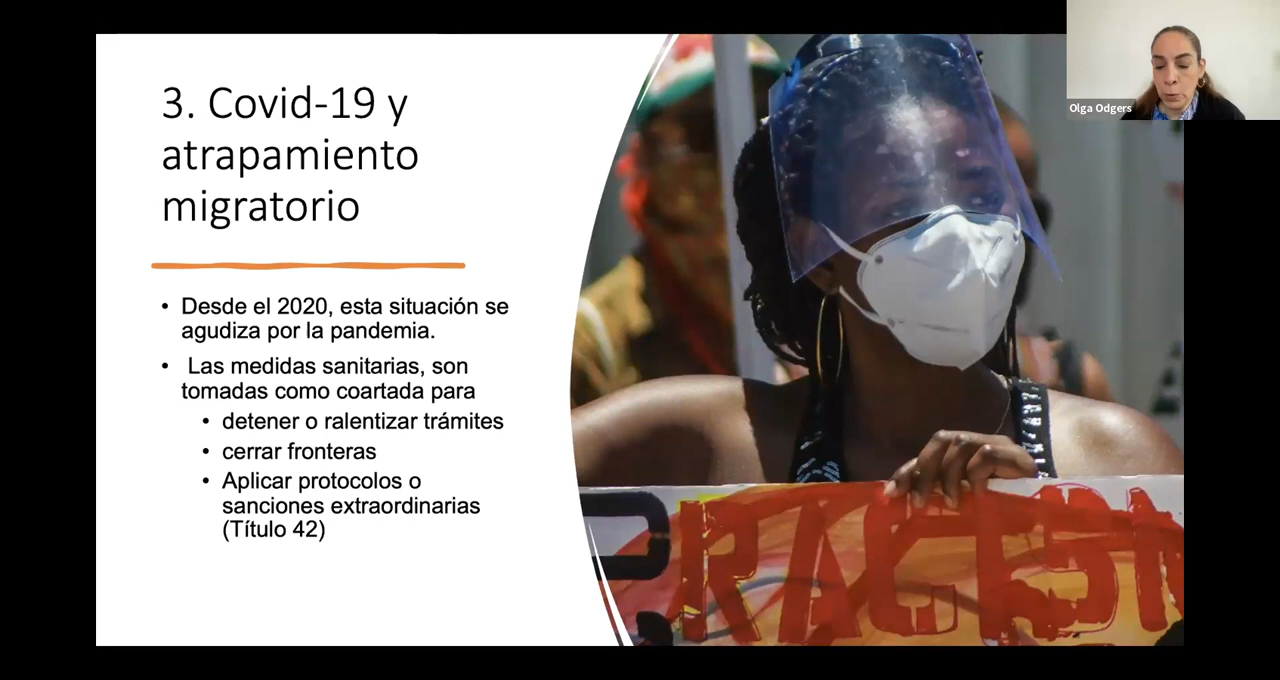 3. Covid-19 y
atrapamiento
migratorio
• Desde el 2020, esta situación se
agudiza por la pandemia.
• Las medidas sanitarias, son
tomadas como coartada para
• detener o ralentizar trámites
• cerrar fronteras
• Aplicar protocolos o
sanciones extraordinarias
(Título 42)
Olga Odgers